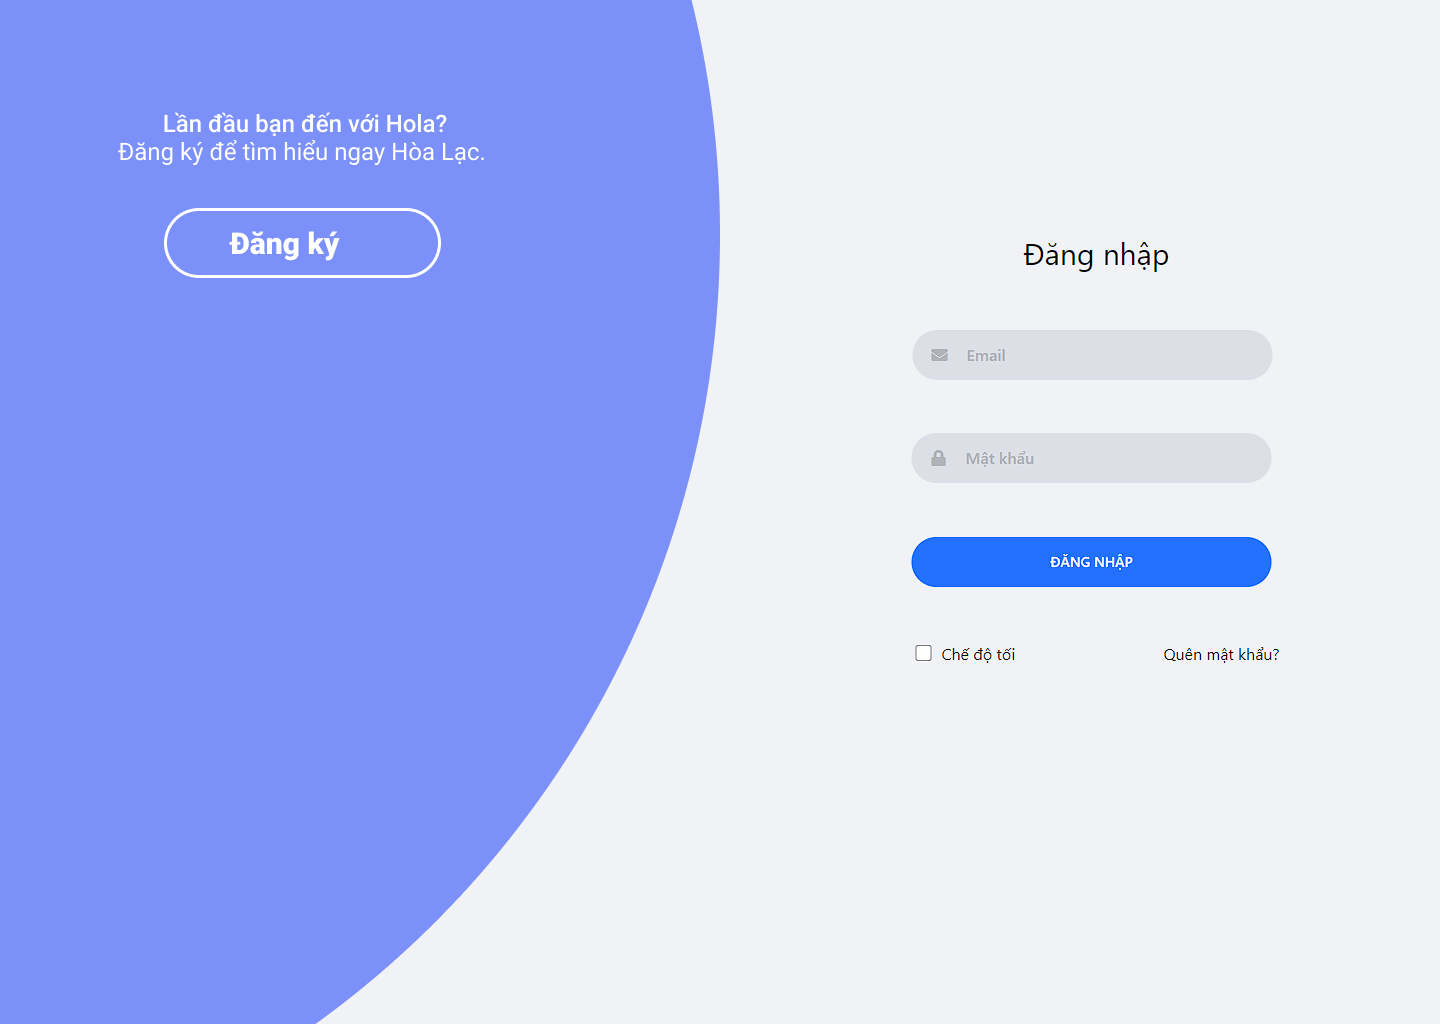 Lần đầu bạn đến với Hola?
Đăng ký để tìm hiểu ngay Hòa Lạc.
Đăng ký
Đăng nhập
Email
Mật khẩu
ĐĂNG NHẬP
Chế độ tối
Quên mật khẩu?